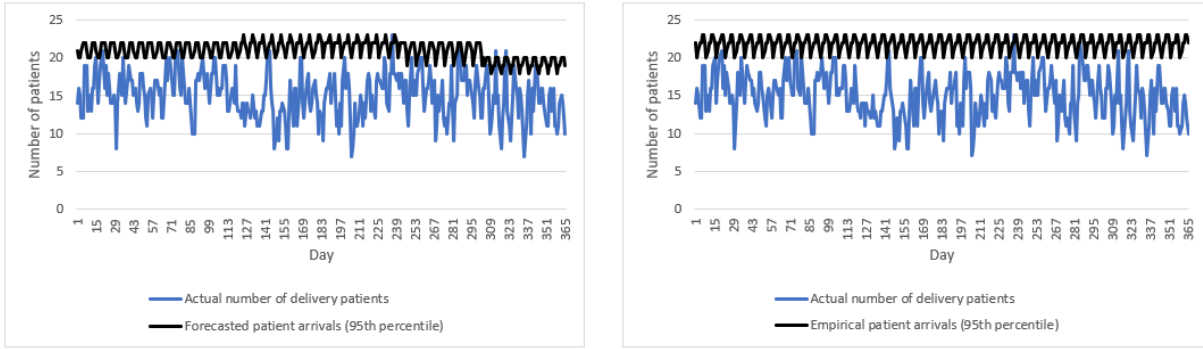 25
20
15
10
5
0
Number of patients
1 15 29 43 57 71 85 99 113 127 141 155 169 183 197 211 225 239 253 267 281 295 309 323 337 351 365
Day
Actual number of delivery patients
Forecasted patient arrivals (95th percentile)
25
20
15
10
5
0
Number of patients
1 15 29 43 57 71 85 99 113 127 141 155 169 183 197 211 225 239 253 267 281 295 309 323 337 351 365
Day
Actual number of delivery patients
Empirical patient arrivals (95th percentile)